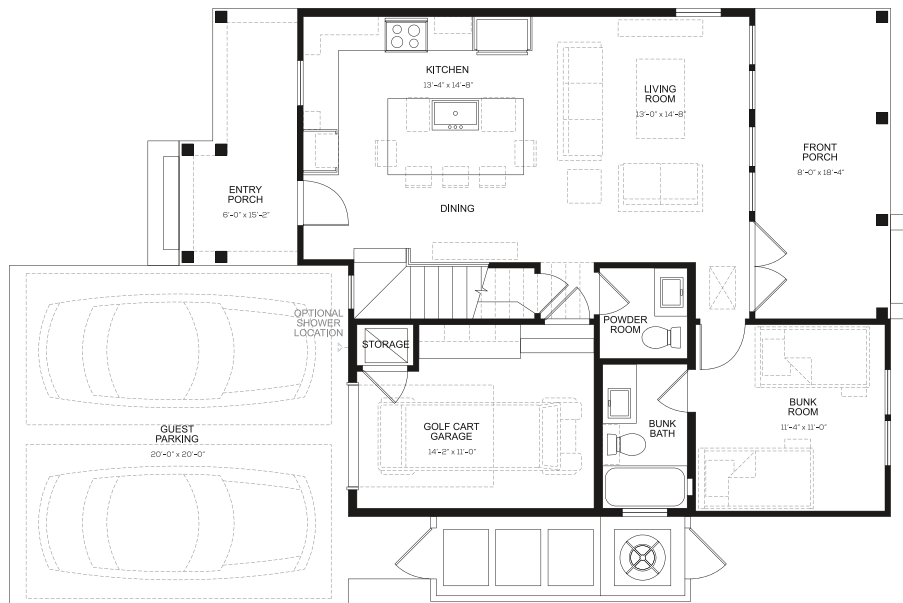 KITCHEN
13'-4" x 14'-8"
LIVING
ROOM
13'-0" x 14'-8"
FRONT
PORCH
8'-0" x 18'-4"
ENTRY
PORCH
6'-0" x 15'-2"
DINING
OPTIONAL
SHOWER
LOCATION
STORAGE
POWDER
ROOM
GUEST
PARKING
20'-0" x 20'-0"
GOLF CART
GARAGE
14'-2" x 11'-0"
BUNK
BATH
BUNK
ROOM
11'-4" x 11'-0"